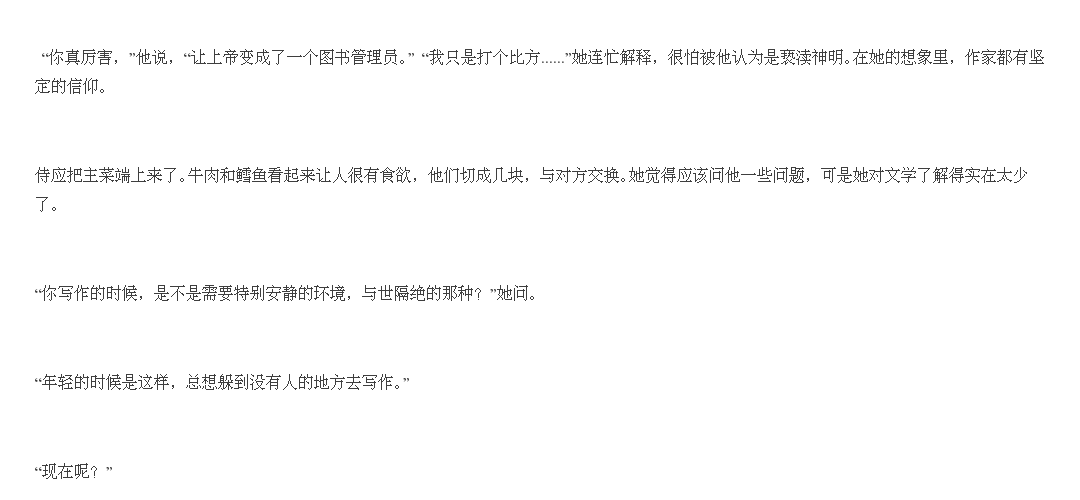 “你真厉害，”他说，“让上帝变成了一个图书管理员。” “我只是打个比方......”她连忙解释，很怕被他认为是亵渎神明。在她的想象里，作家都有坚
定的信仰。
侍应把主菜端上来了。牛肉和鳕鱼看起来让人很有食欲，他们切成几块，与对方交换。她觉得应该问他一些问题，可是她对文学了解得实在太少
了。
“你写作的时候，是不是需要特别安静的环境，与世隔绝的那种？”她问。
“年轻的时候是这样，总想躲到没有人的地方去写作。”
“现在呢？”